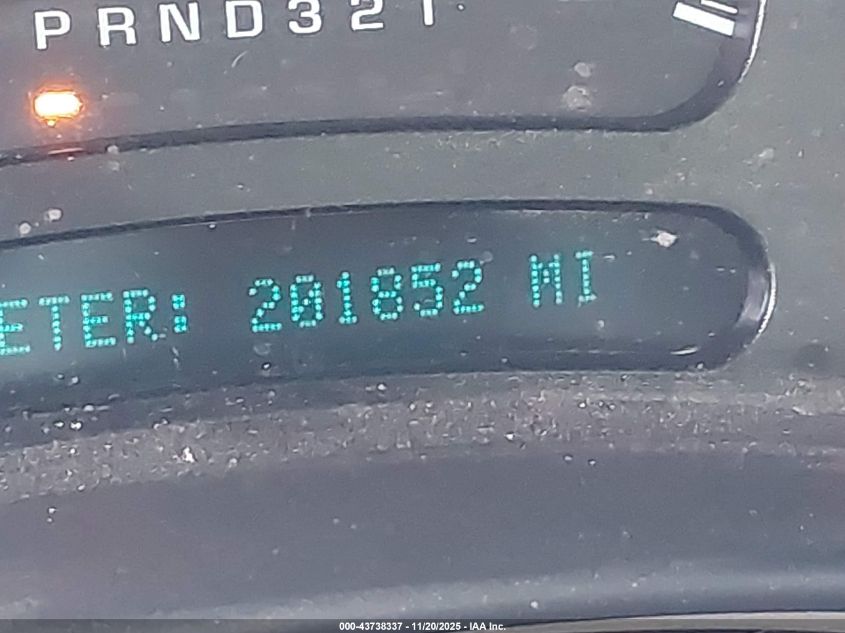 PRND321
ETER: 201852 MI
000-43738337 - 11/20/2025 - IAA Inc.